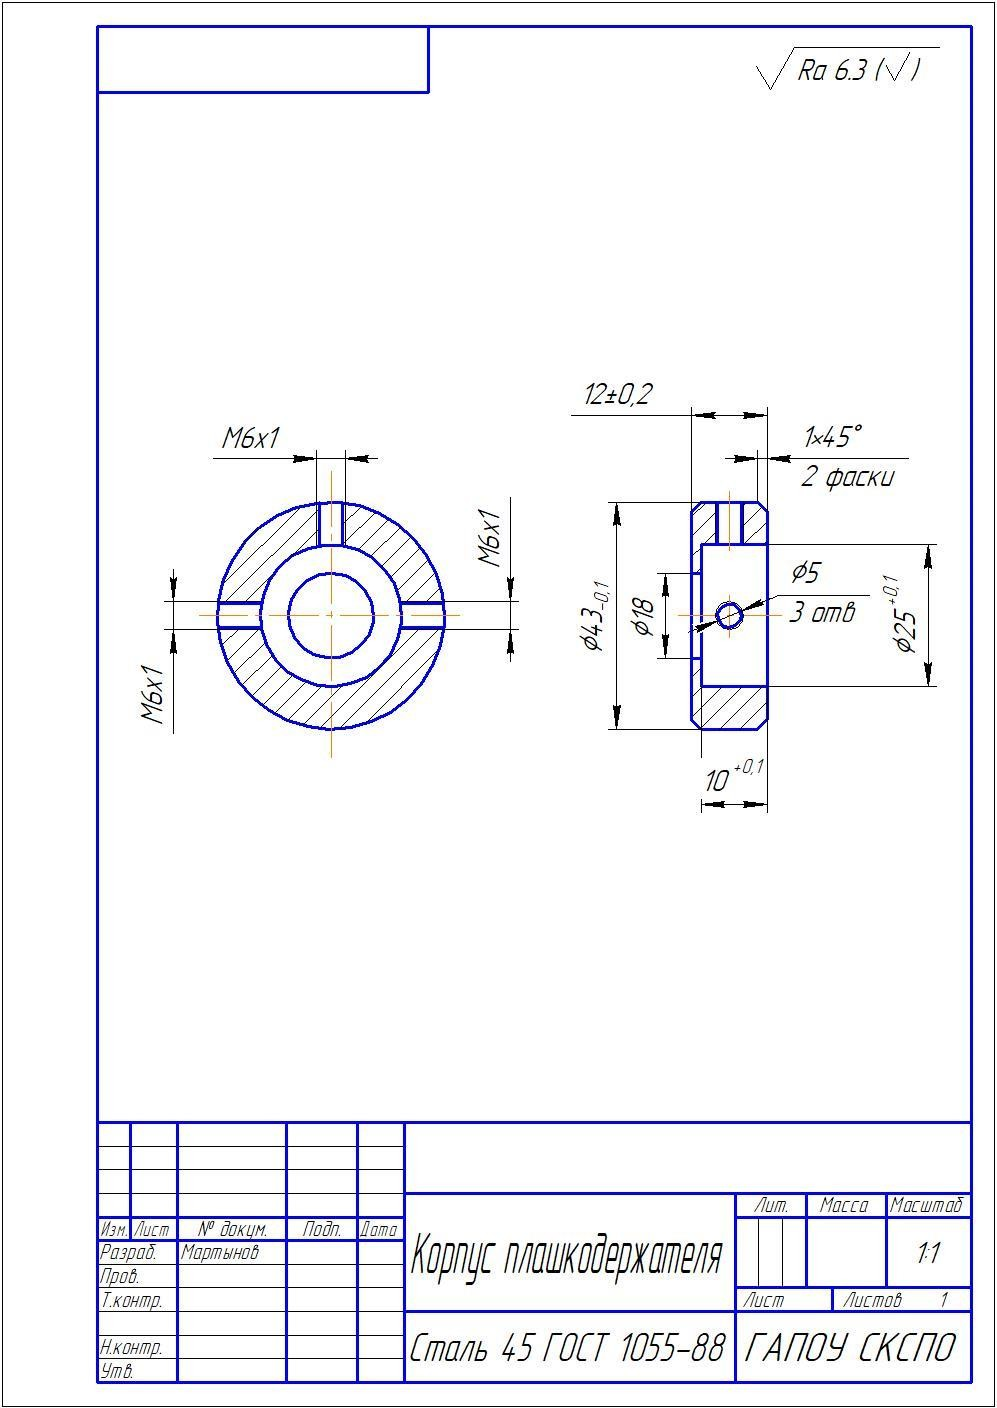 √Ra 6.3 (√)
12±0,2
M6x1
1×45°
2 фаски
M6x1
M6x1
ϕ43-0,1
ϕ18
ϕ5
3 отв
ϕ25+0,1
10+0,1
Изм. Лист № докум. Подп. Дата
Разраб. Мартынов
Пров.
Т.контр.
Н.контр.
Утв.
Корпус плашкодержателя
Сталь 45 ГОСТ 1055–88
Лит. Масса Масштаб
1:1
Лист Листов 1
ГАПОУ СКСПО